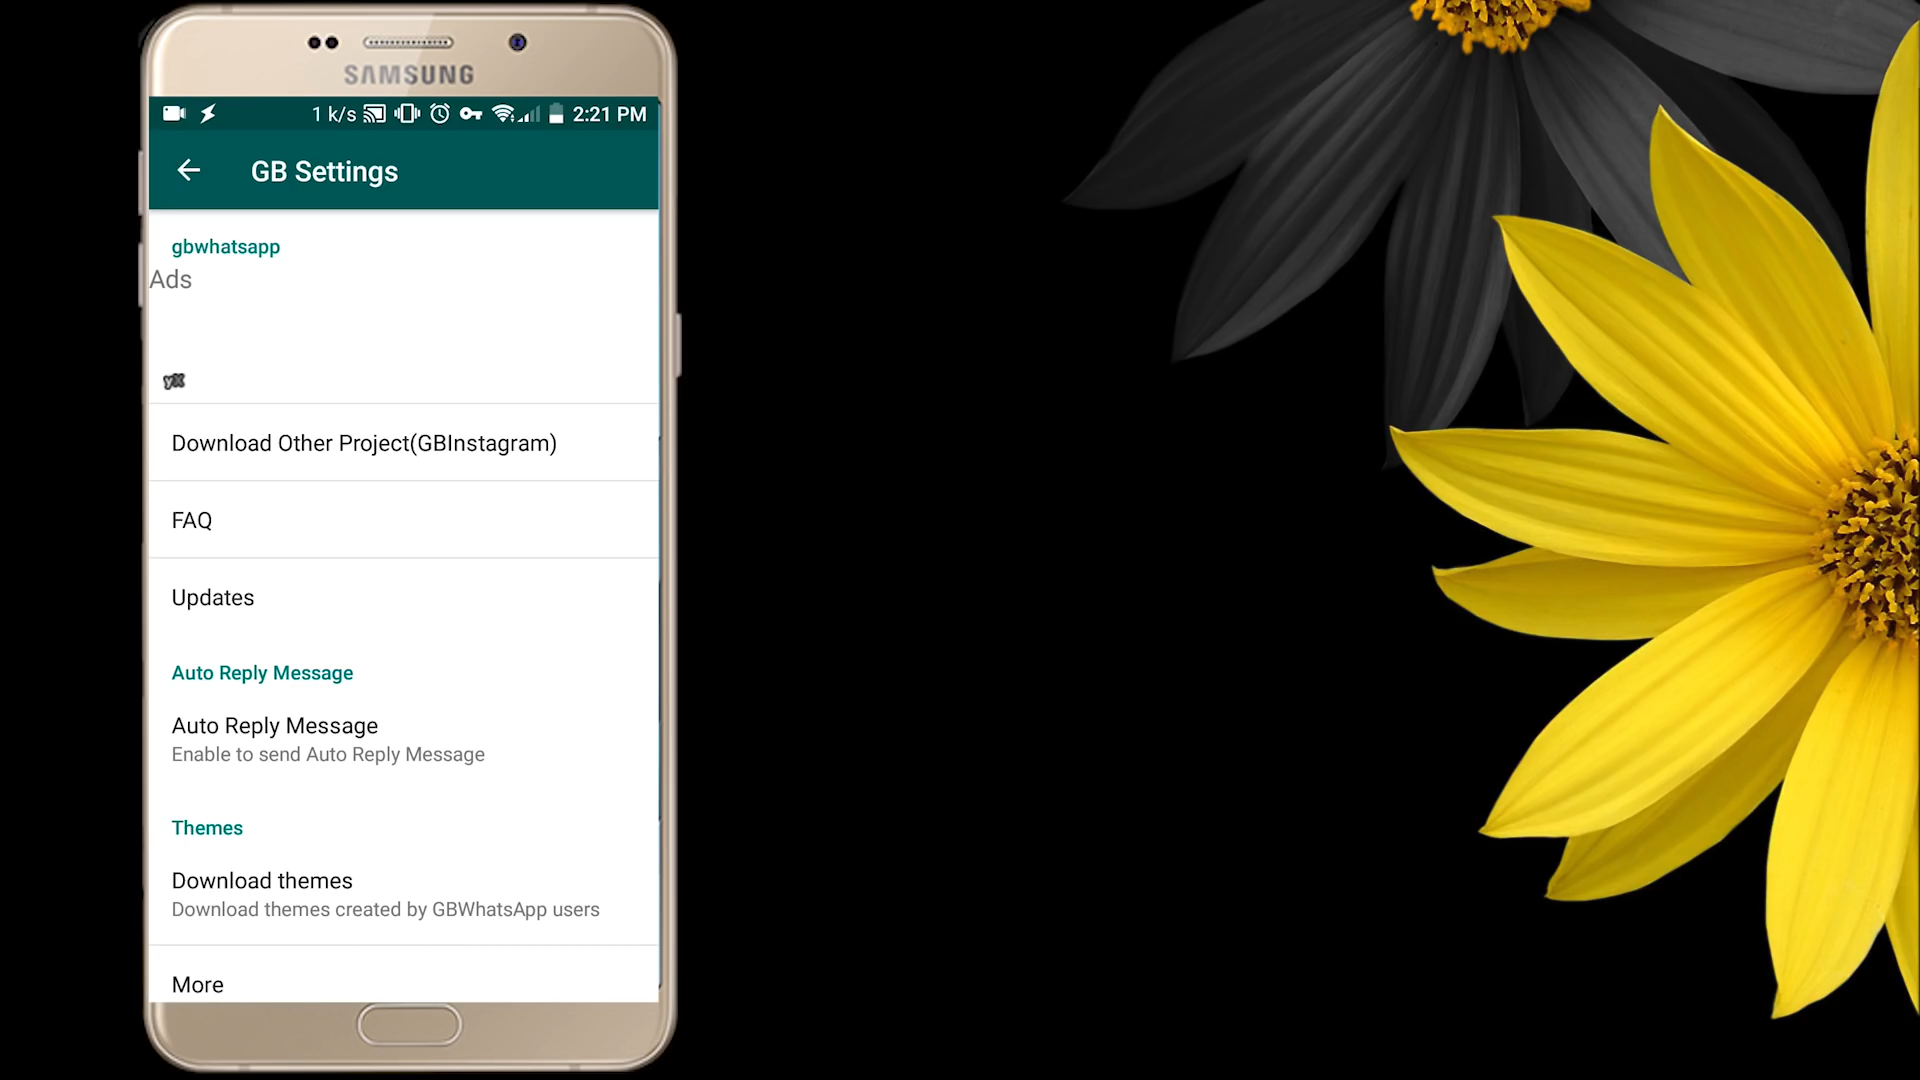 SAMSUNG
1 k/s 2:21 PM
GB Settings
gbwhatsapp
Ads
yX
Download Other Project(GBInstagram)
FAQ
Updates
Auto Reply Message
Auto Reply Message
Enable to send Auto Reply Message
Themes
Download themes
Download themes created by GBWhatsApp users
More